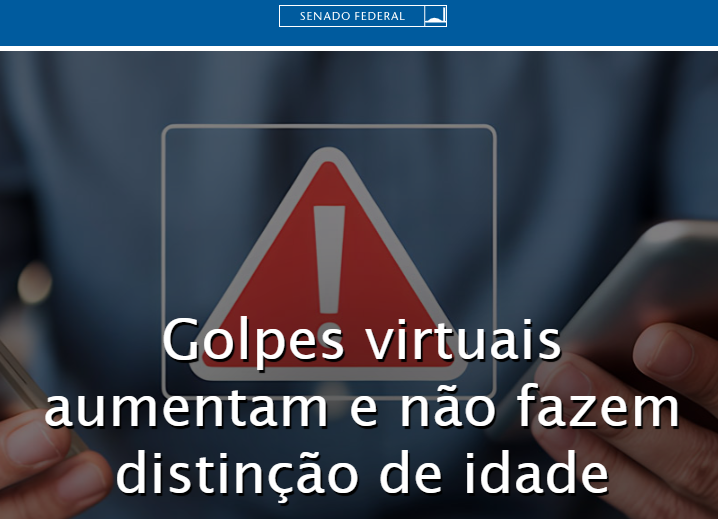 SENADO FEDERAL
Golpes virtuais
aumentam e não fazem
distinção de idade